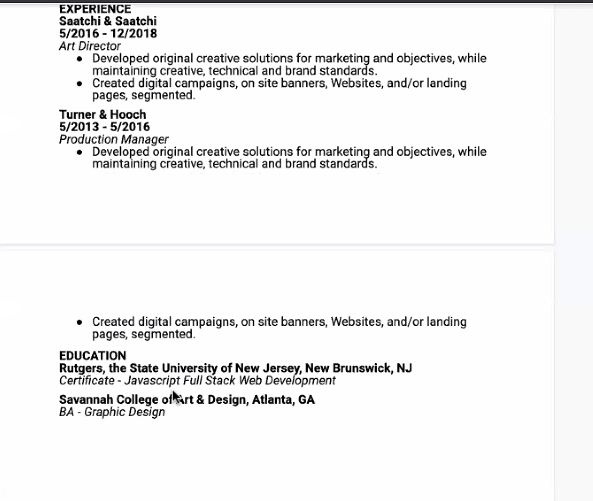 EXPERIENCE
Saatchi & Saatchi
5/2016 - 12/2018
Art Director
• Developed original creative solutions for marketing and objectives, while
maintaining creative, technical and brand standards.
• Created digital campaigns, on site banners, Websites, and/or landing
pages, segmented.
Turner & Hooch
5/2013 - 5/2016
Production Manager
• Developed original creative solutions for marketing and objectives, while
maintaining creative, technical and brand standards.
• Created digital campaigns, on site banners, Websites, and/or landing
pages, segmented.
EDUCATION
Rutgers, the State University of New Jersey, New Brunswick, NJ
Certificate - Javascript Full Stack Web Development
Savannah College of Art & Design, Atlanta, GA
BA - Graphic Design